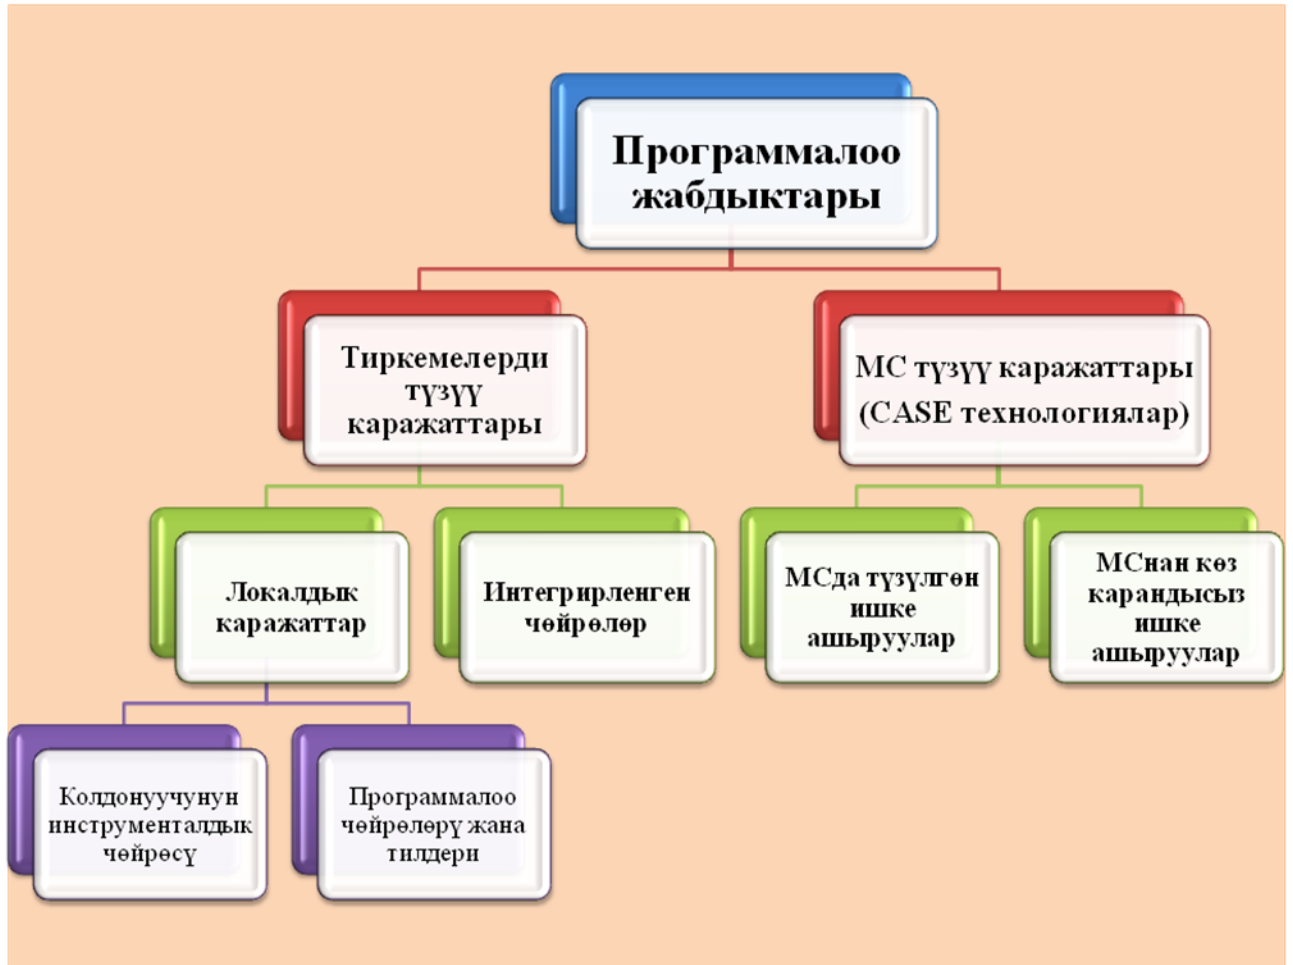 Программалоо
жабдыктары
Тиркемелерди
түзүү
каражаттары
МС түзүү каражаттары
(CASE технологиялар)
Локалдык
каражаттар
Интегрирленген
чөйрөлөр
МСда түзүлгөн
ишке
ашыруулар
МСнан көз
карандысыз
ишке
ашыруулар
Колдонуучунун
инструменталдык
чөйрөсү
Программалоо
чөйрөлөрү жана
тилдери